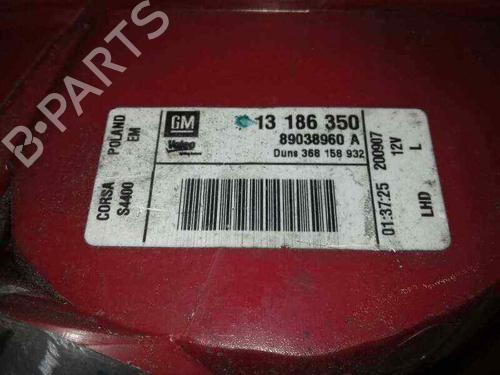 B-PARTS
GM
13 186 350
Valeo
89038960 A
Duns 368 158 932
CORSA POLAND
S4400 EM
01:37:25 200907
12V
LHD L
B-PARTS